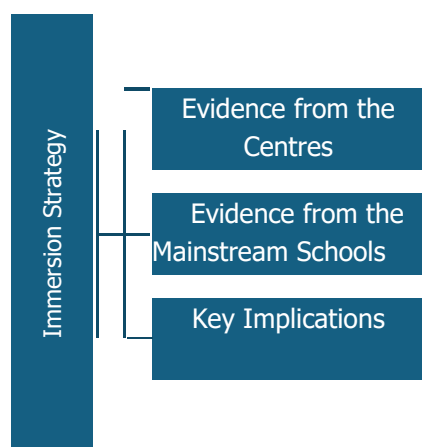 Immersion Strategy
Evidence from the
Centres
Evidence from the
Mainstream Schools
Key Implications